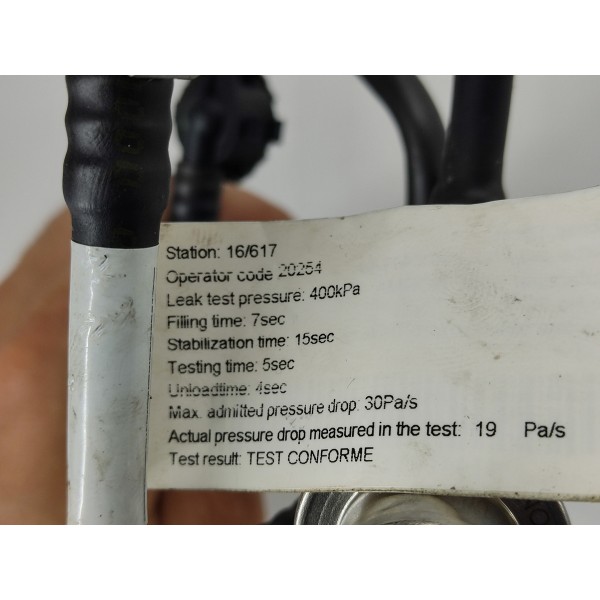 Station: 16/617
Operator code 20254
Leak test pressure: 400kPa
Filling time: 7sec
Stabilization time: 15sec
Testing time: 5sec
Unloadtime: 4sec
Max. admitted pressure drop: 30Pa/s
Actual pressure drop measured in the test: 19 Pa/s
Test result: TEST CONFORME